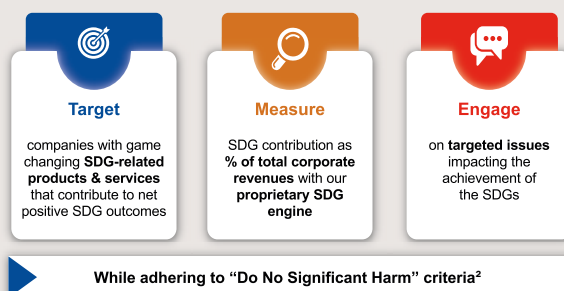 Target
companies with game
changing SDG-related
products & services
that contribute to net
positive SDG outcomes
Measure
SDG contribution as
% of total corporate
revenues with our
proprietary SDG
engine
Engage
on targeted issues
impacting the
achievement of
the SDGs
While adhering to “Do No Significant Harm” criteria²